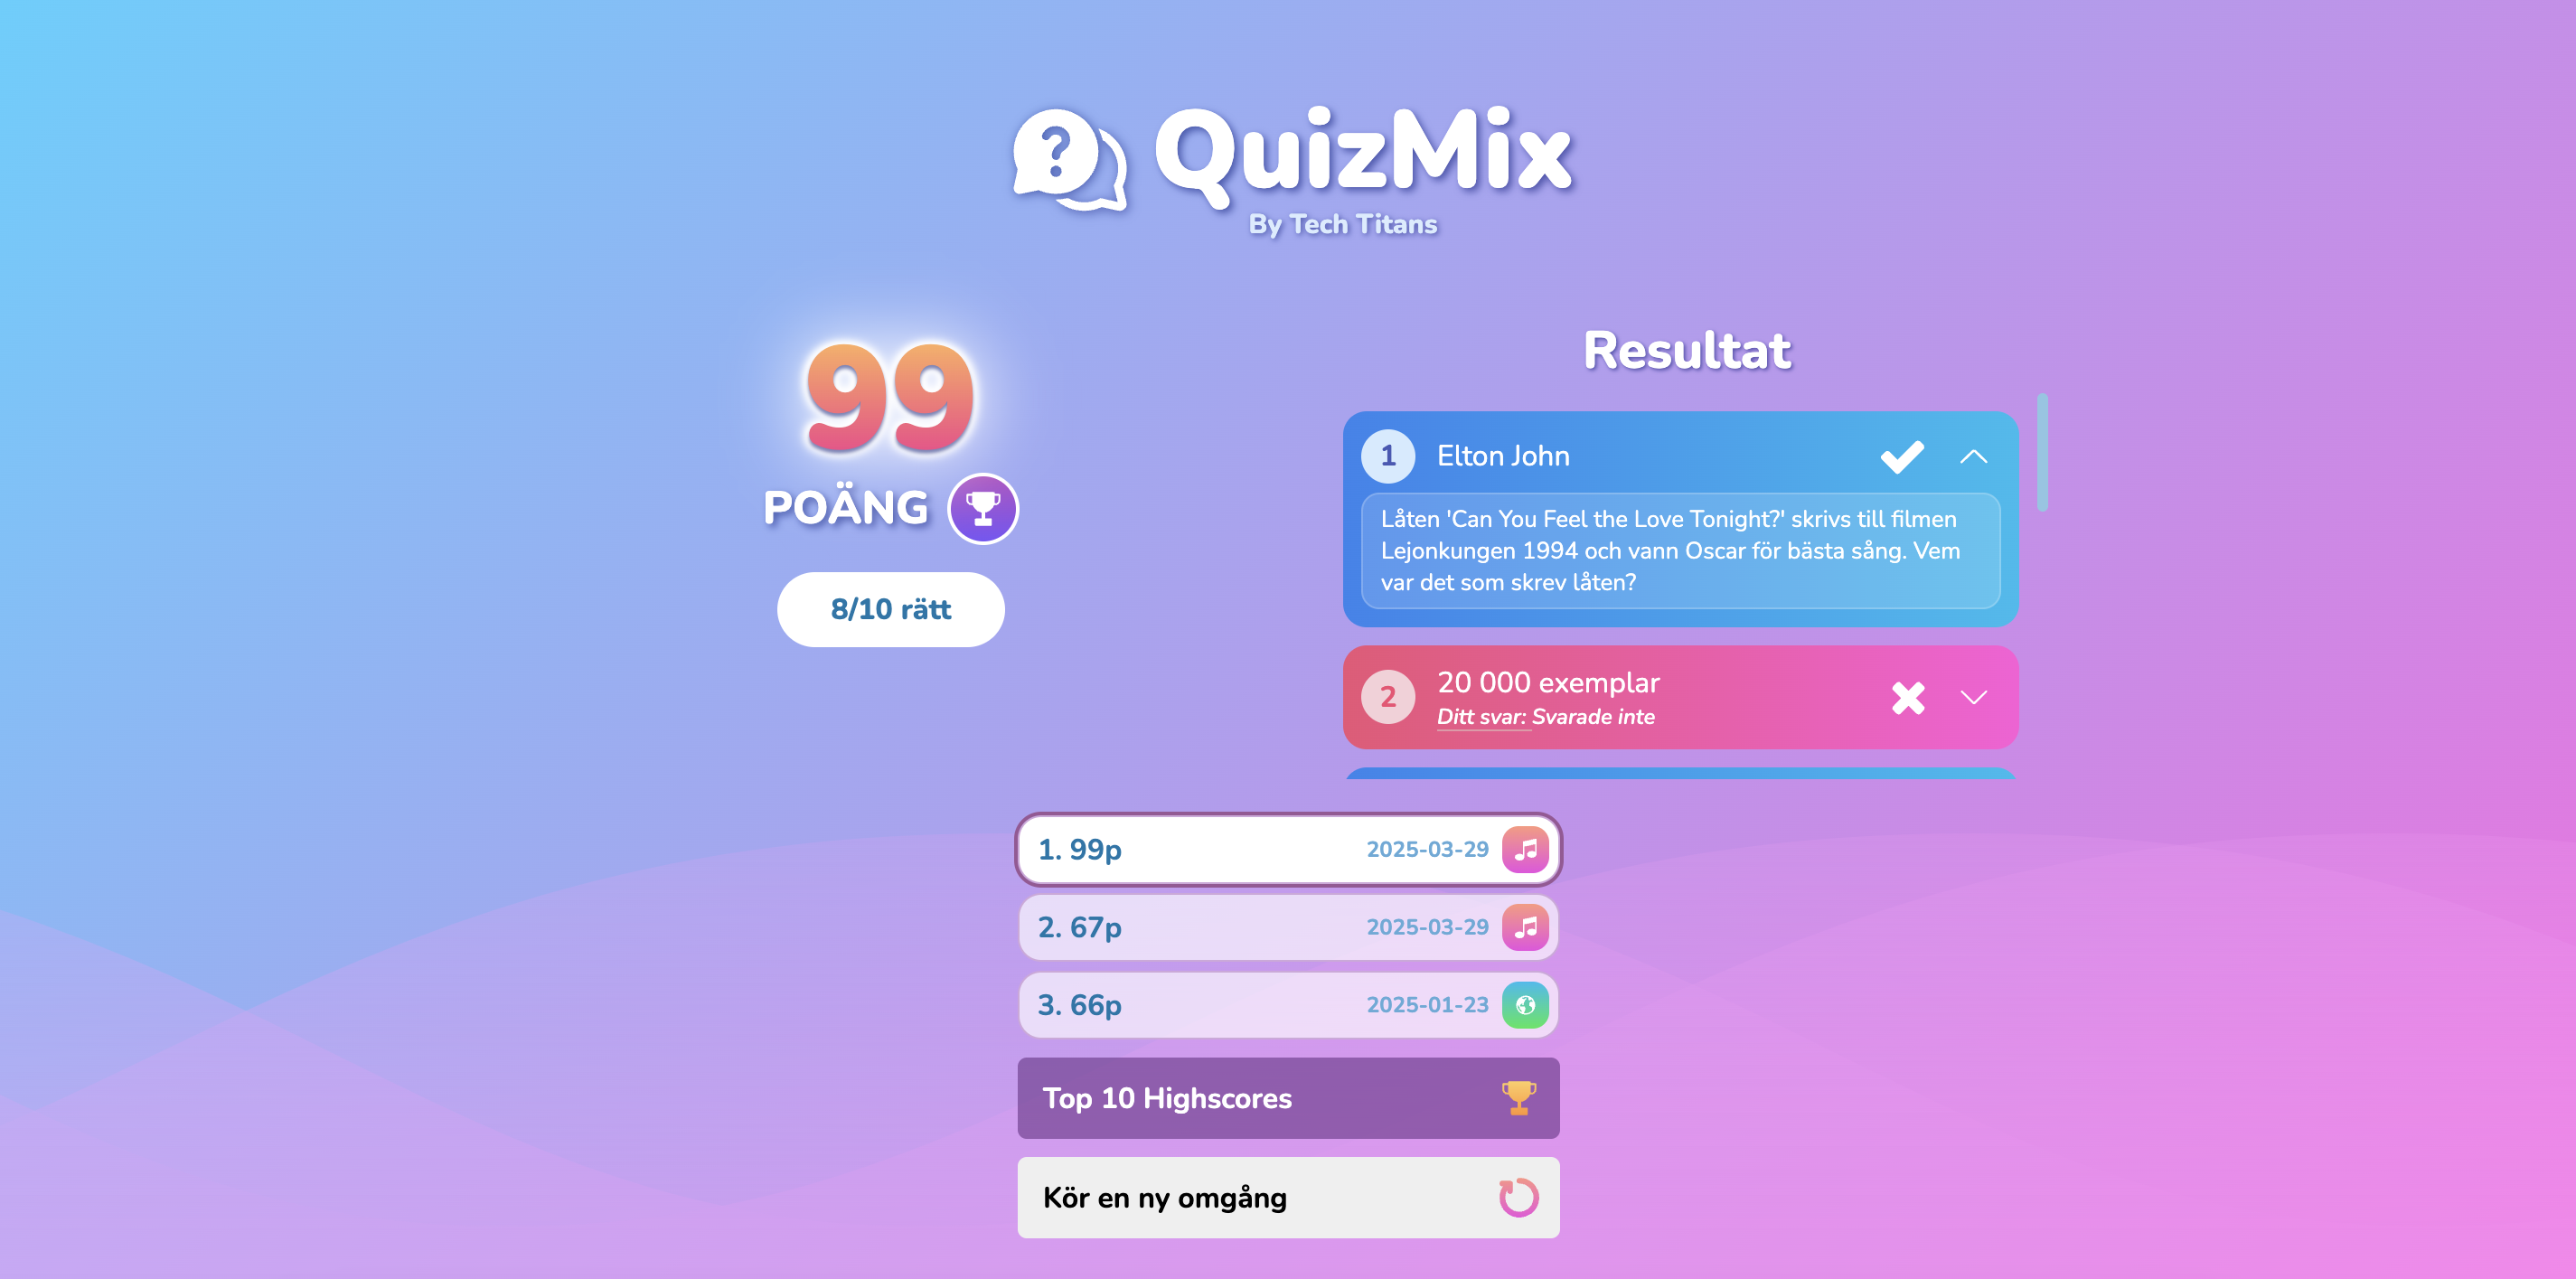 QuizMix
By Tech Titans
99
POÄNG
8/10 rätt
Resultat
1 Elton John
Låten 'Can You Feel the Love Tonight?' skrivs till filmen
Lejonkungen 1994 och vann Oscar för bästa sång. Vem
var det som skrev låten?
2 20 000 exemplar
Ditt svar: Svarade inte
1. 99p 2025-03-29
2. 67p 2025-03-29
3. 66p 2025-01-23
Top 10 Highscores
Kör en ny omgång